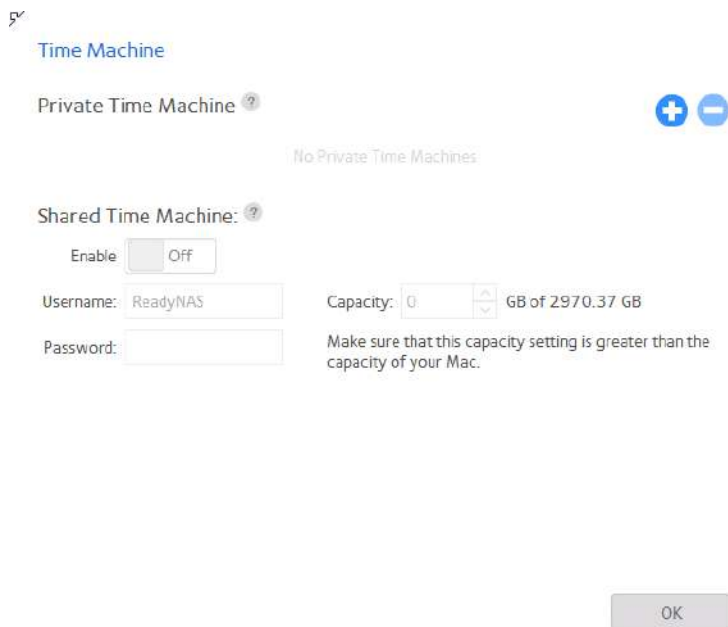 Time Machine
Private Time Machine ?
No Private Time Machines
Shared Time Machine: ?
Enable Off
Username: ReadyNAS Capacity: 0 GB of 2970.37 GB
Password: Make sure that this capacity setting is greater than the
capacity of your Mac.
OK